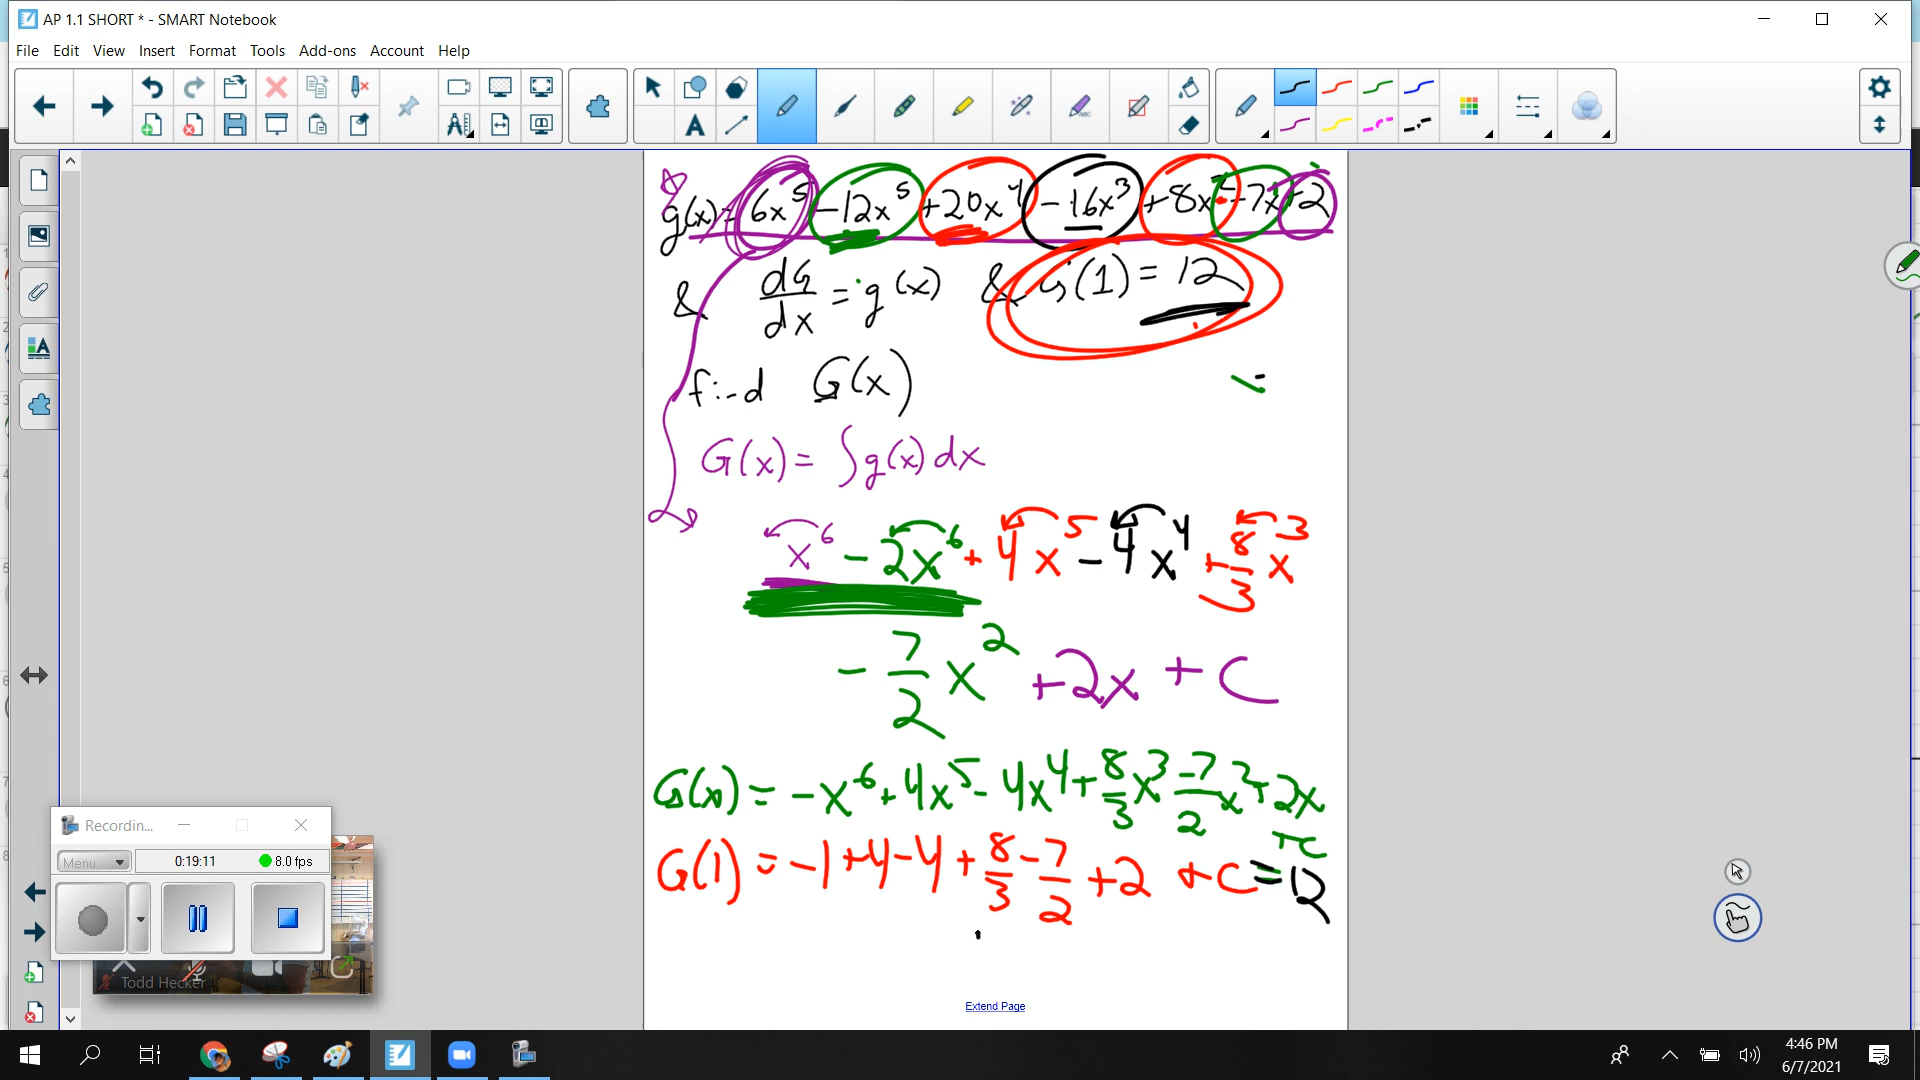 AP 1.1 SHORT * - SMART Notebook
File Edit View Insert Format Tools Add-ons Account Help
g(x) = 6x⁵ - 12x⁵ + 20x⁴ - 16x³ + 8x² - 7x + 2
& dG/dx = g(x) & G(1) = 12
find G(x)
G(x) = ∫g(x)dx
x⁶ - 2x⁶ + 4x⁵ - 4x⁴ + 8/3 x³
- 7/2 x² + 2x + C
G(x) = -x⁶ + 4x⁵ - 4x⁴ + 8/3 x³ - 7/2 x² + 2x
+C
G(1) = -1 + 4 - 4 + 8/3 - 7/2 + 2 + C = 12
Extend Page
Recordin...
Menu 0:19:11 8.0 fps
Todd Hecker
4:46 PM
6/7/2021